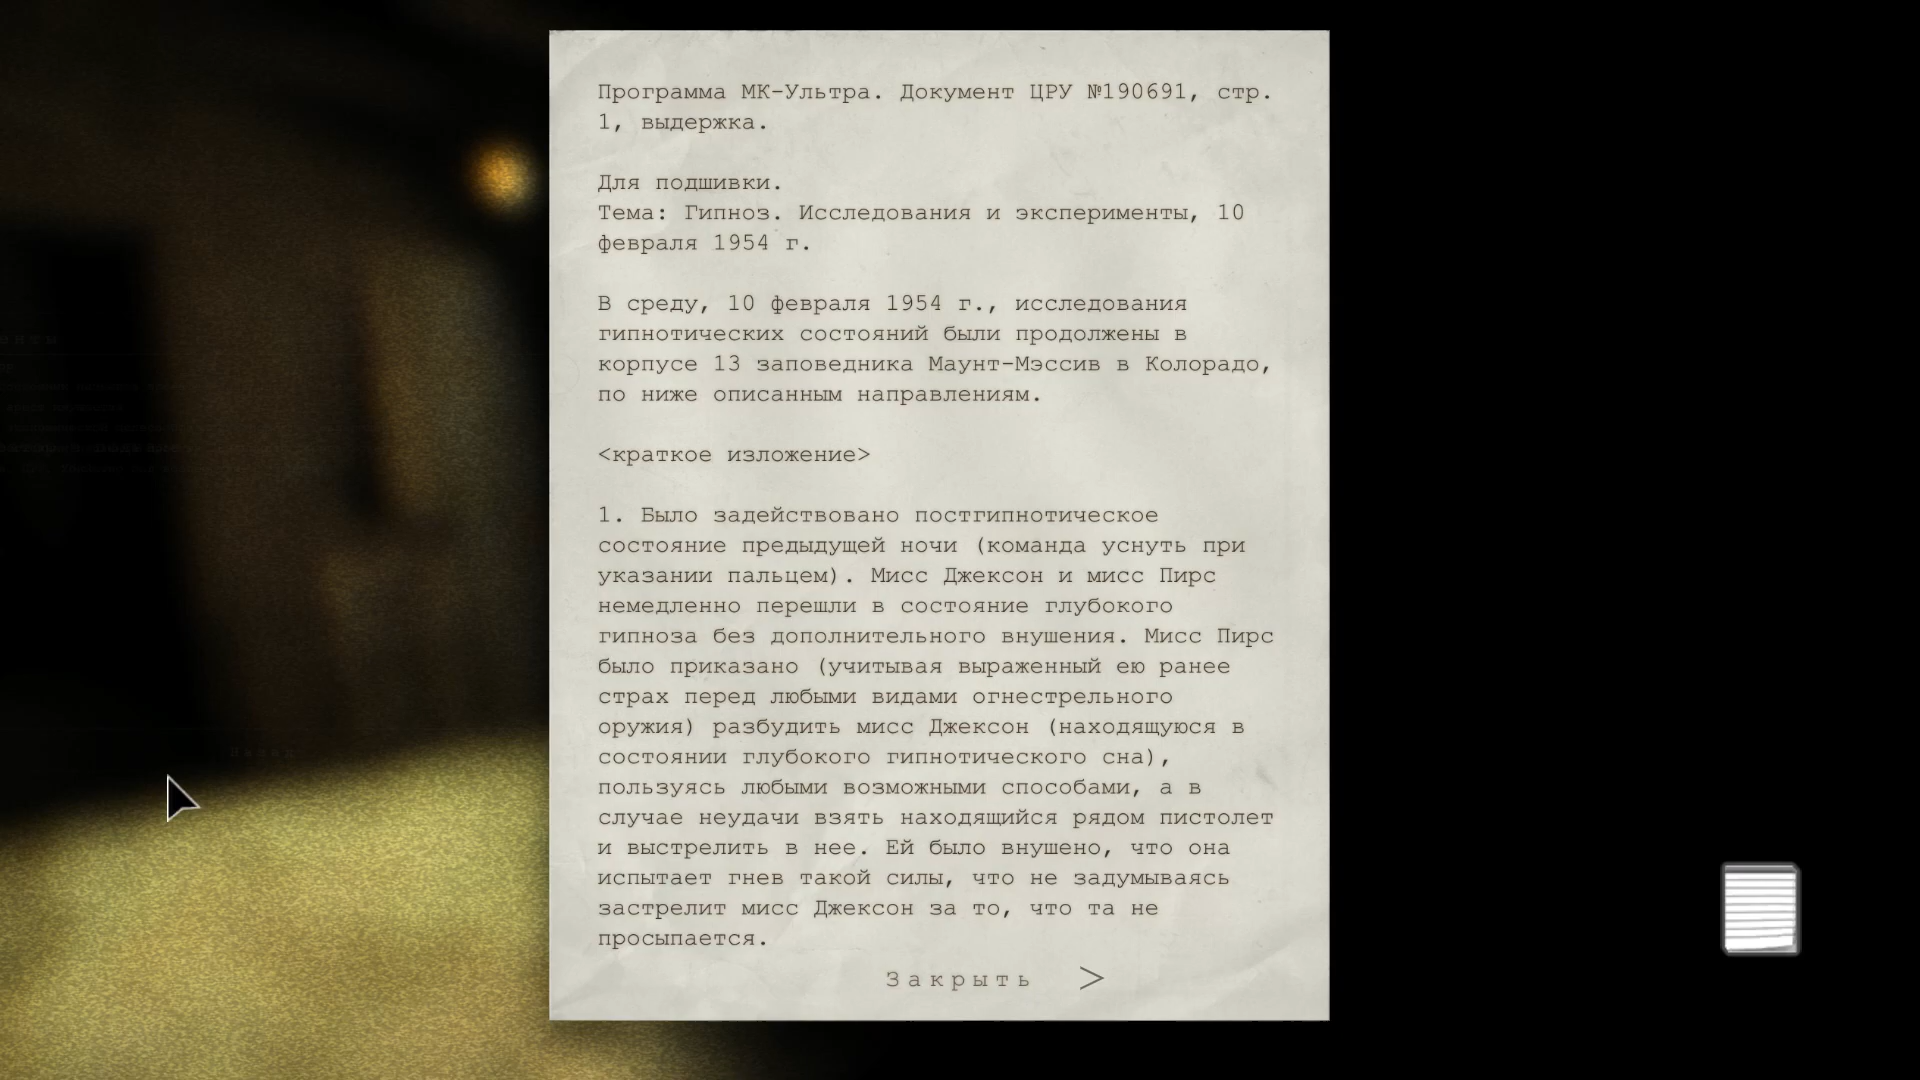 Программа МК-Ультра. Документ ЦРУ №190691, стр.
1, выдержка.
Для подшивки.
Тема: Гипноз. Исследования и эксперименты, 10
февраля 1954 г.
В среду, 10 февраля 1954 г., исследования
гипнотических состояний были продолжены в
корпусе 13 заповедника Маунт-Мэссив в Колорадо,
по ниже описанным направлениям.
<краткое изложение>
1. Было задействовано постгипнотическое
состояние предыдущей ночи (команда уснуть при
указании пальцем). Мисс Джексон и мисс Пирс
немедленно перешли в состояние глубокого
гипноза без дополнительного внушения. Мисс Пирс
было приказано (учитывая выраженный ею ранее
страх перед любыми видами огнестрельного
оружия) разбудить мисс Джексон (находящуюся в
состоянии глубокого гипнотического сна),
пользуясь любыми возможными способами, а в
случае неудачи взять находящийся рядом пистолет
и выстрелить в нее. Ей было внушено, что она
испытает гнев такой силы, что не задумываясь
застрелит мисс Джексон за то, что та не
просыпается.
Закрыть >